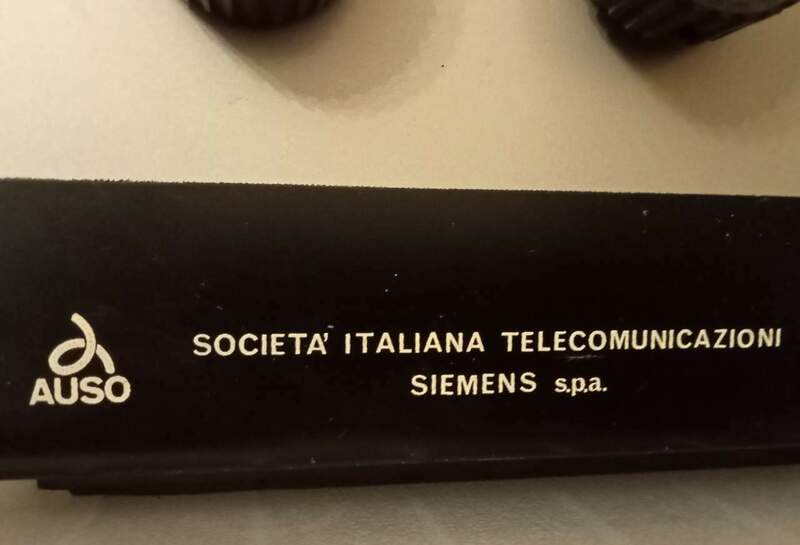 SOCIETA' ITALIANA TELECOMUNICAZIONI
SIEMENS s.p.a.
AUSO